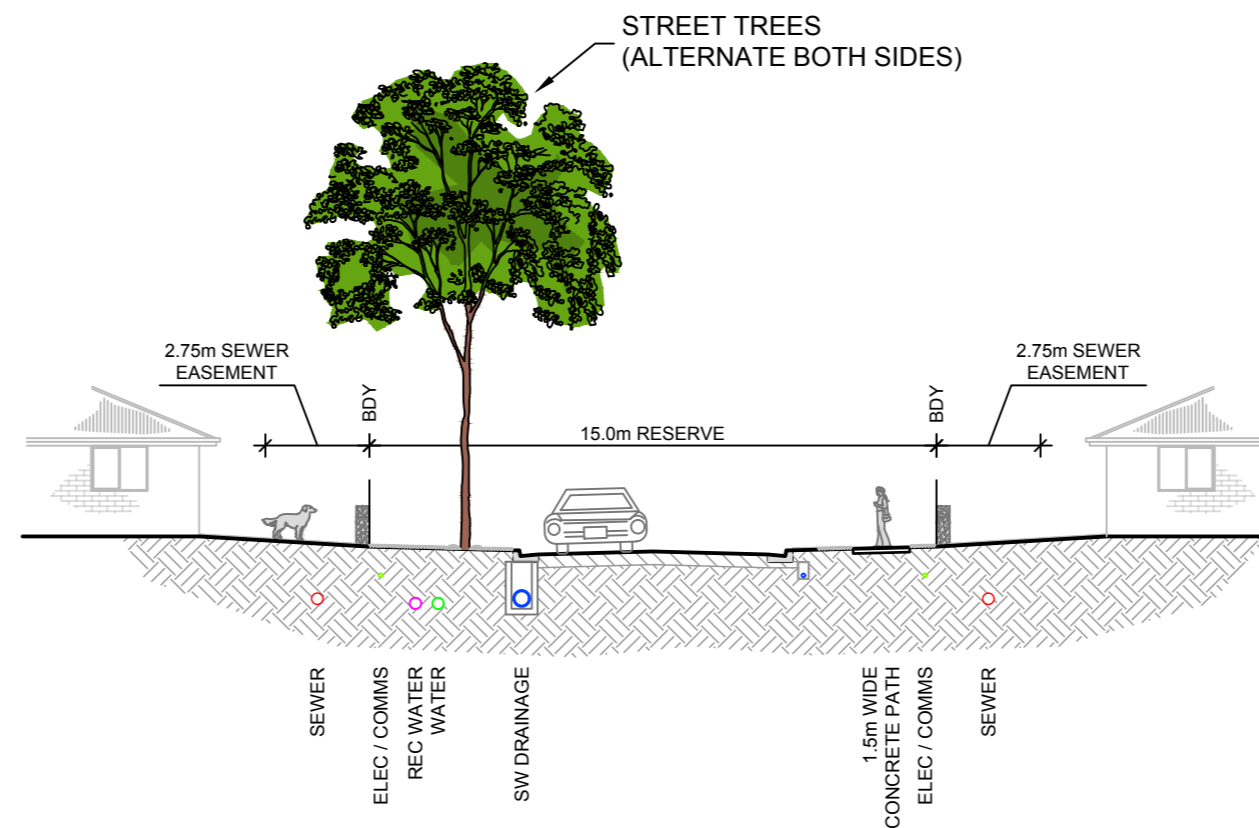 STREET TREES
(ALTERNATE BOTH SIDES)
2.75m SEWER
EASEMENT
BDY
15.0m RESERVE
BDY
2.75m SEWER
EASEMENT
SEWER
ELEC / COMMS
REC WATER
WATER
SW DRAINAGE
1.5m WIDE
CONCRETE PATH
ELEC / COMMS
SEWER